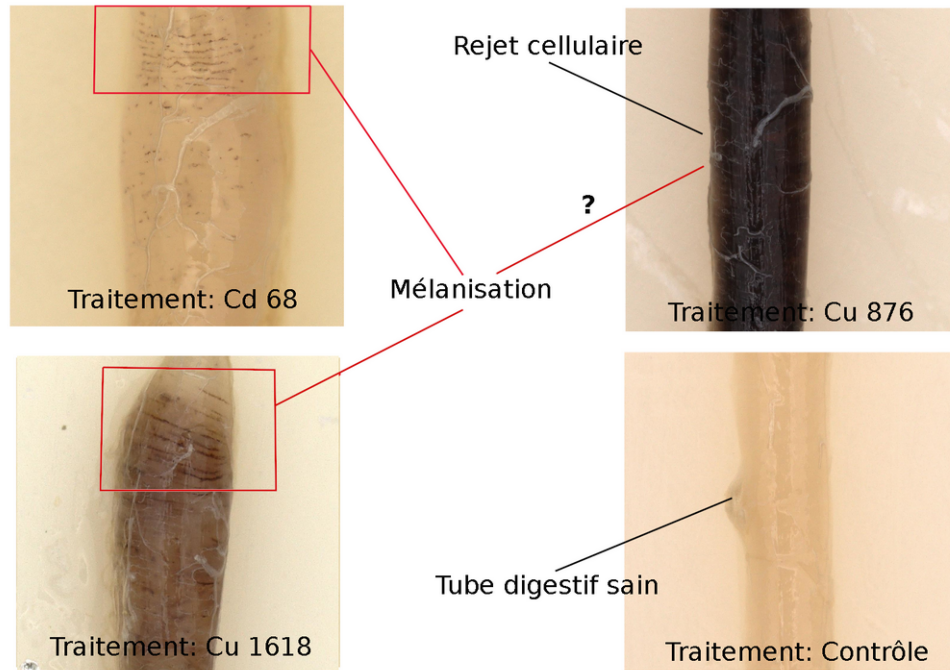 Rejet cellulaire
?
Traitement: Cd 68
Mélanisation
Traitement: Cu 876
Tube digestif sain
Traitement: Cu 1618
Traitement: Contrôle